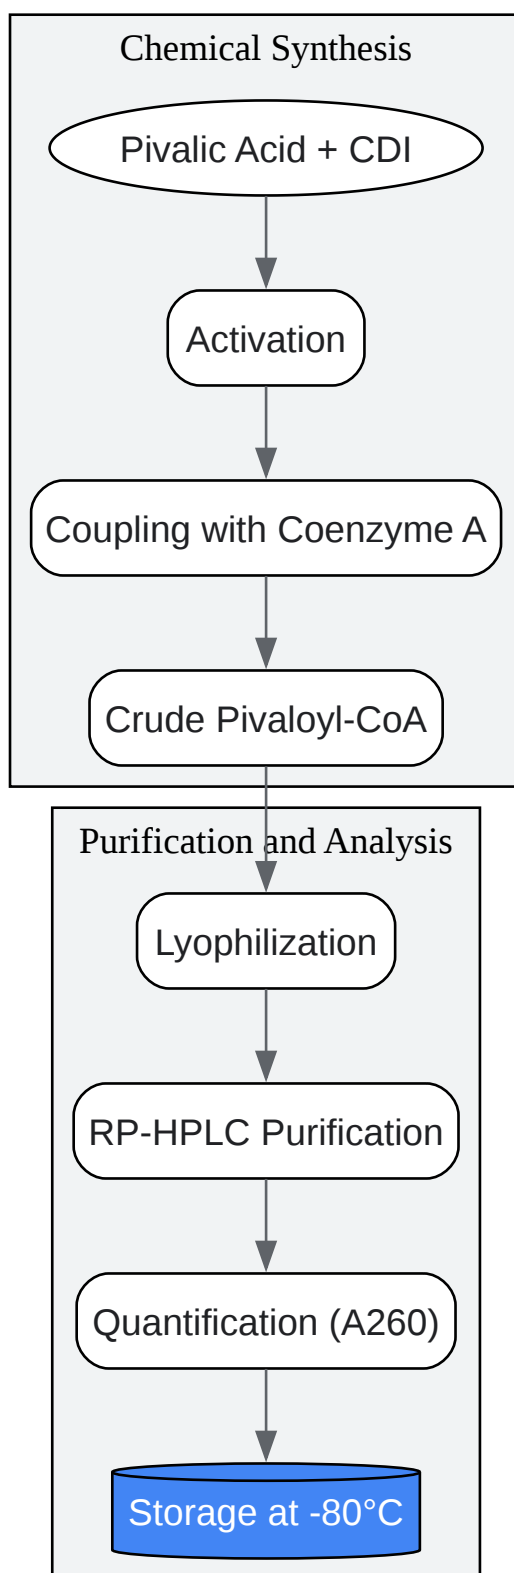 Chemical Synthesis
Pivalic Acid + CDI
Activation
Coupling with Coenzyme A
Crude Pivaloyl-CoA
Purification and Analysis
Lyophilization
RP-HPLC Purification
Quantification (A260)
Storage at -80°C